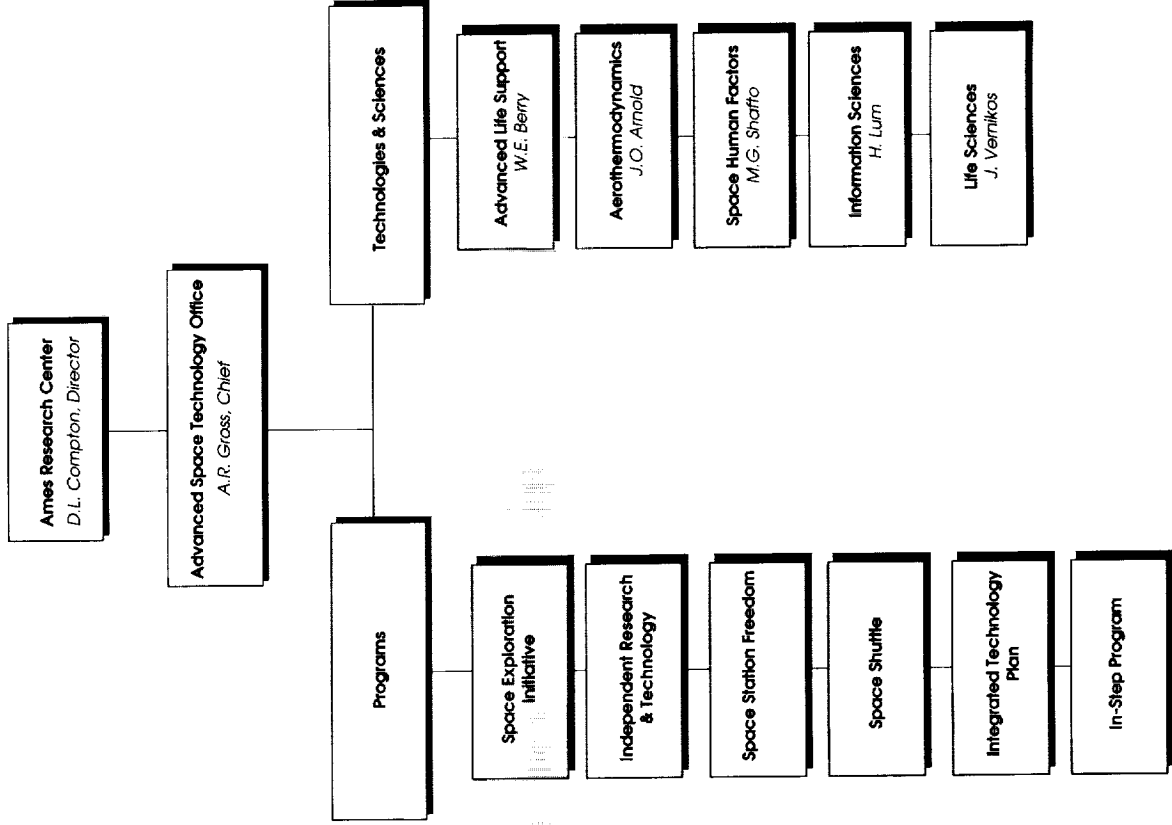 Ames Research Center
D.L. Compton, Director
Advanced Space Technology Office
A.R. Gross, Chief
Programs
Space Exploration
Initiative
Independent Research
& Technology
Space Station Freedom
Space Shuttle
Integrated Technology
Plan
In-Step Program
Technologies & Sciences
Advanced Life Support
W.E. Berry
Aerothermodynamics
J.O. Arnold
Space Human Factors
M.G. Shafto
Information Sciences
H. Lum
Life Sciences
J. Vernikos